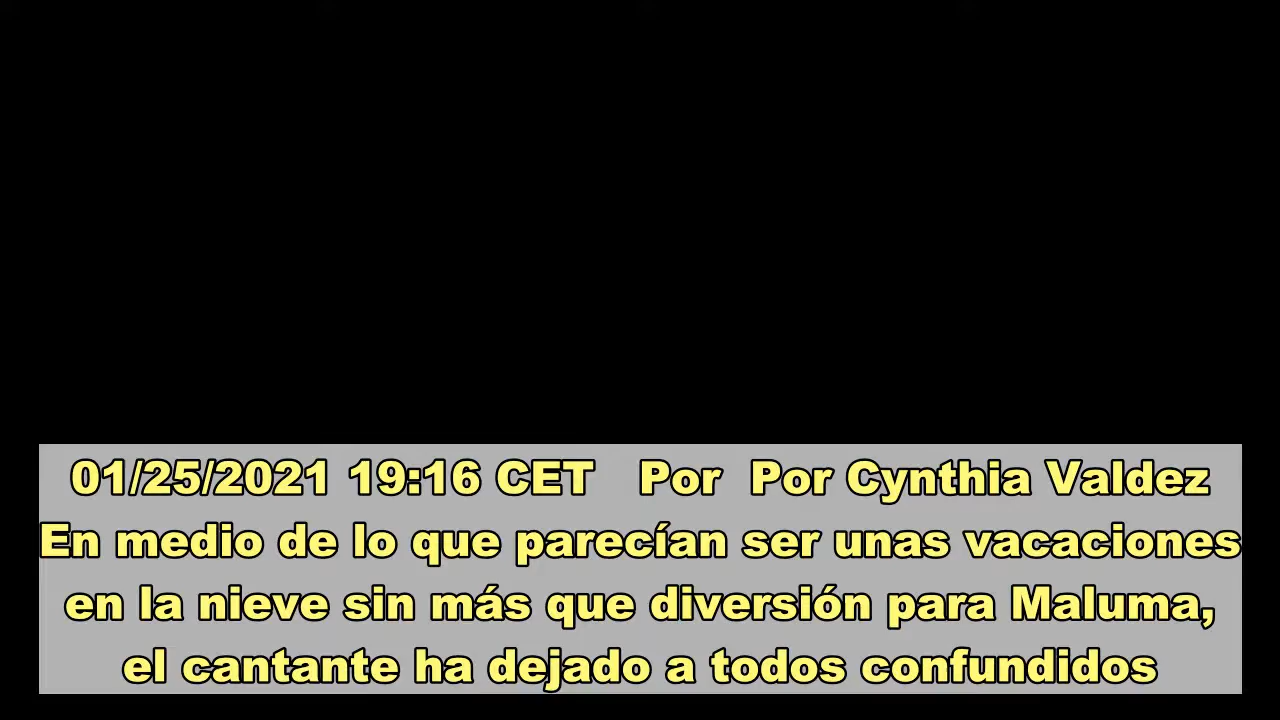 01/25/2021 19:16 CET   Por  Por Cynthia Valdez
En medio de lo que parecían ser unas vacaciones
en la nieve sin más que diversión para Maluma,
el cantante ha dejado a todos confundidos